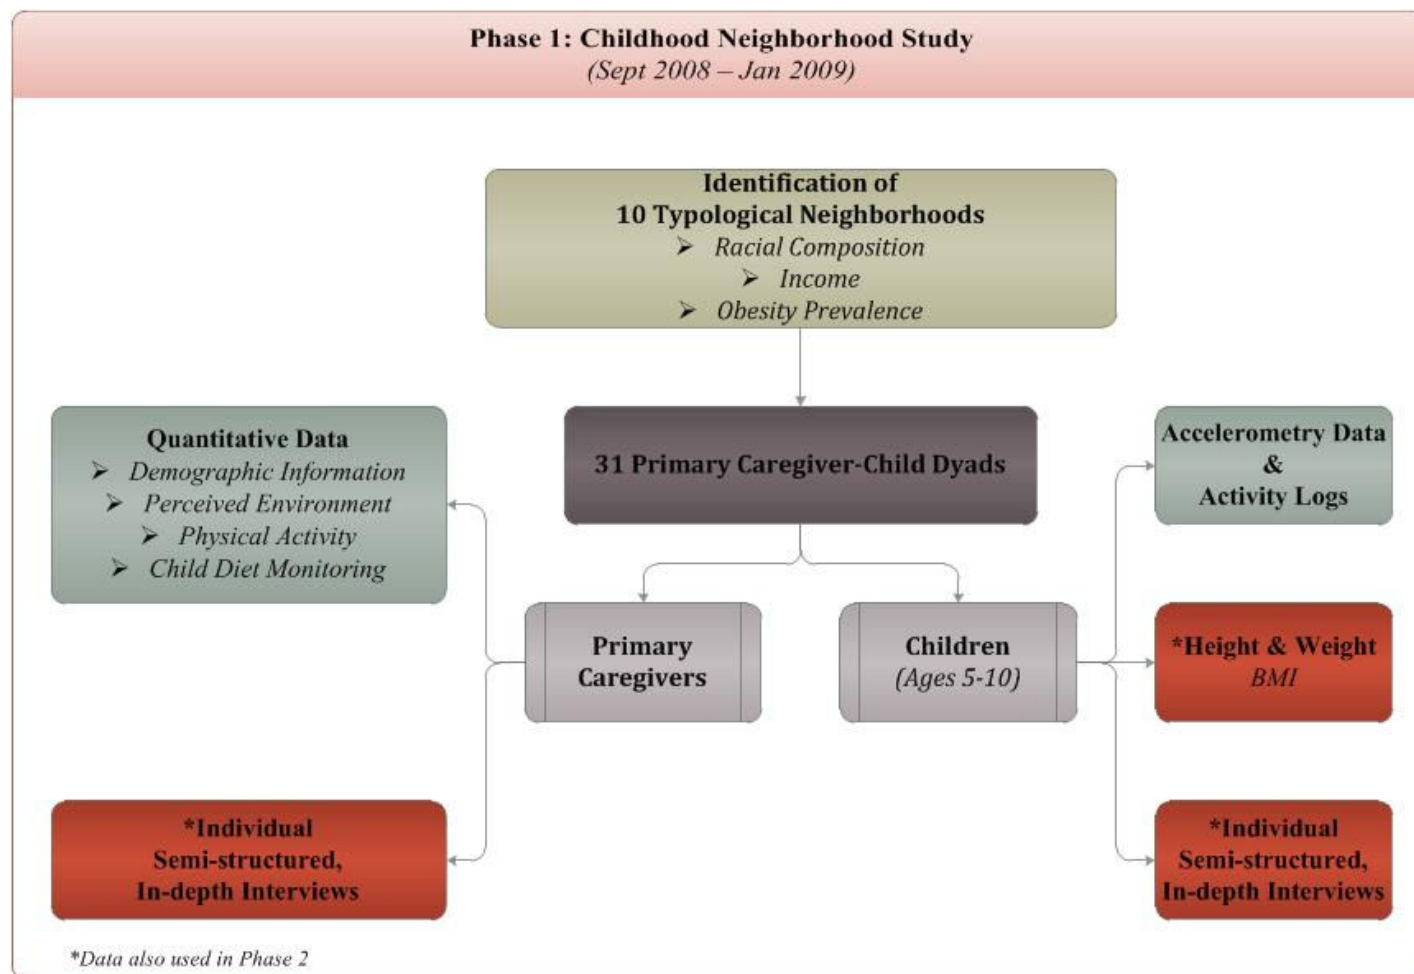 Phase 1: Childhood Neighborhood Study
(Sept 2008 – Jan 2009)
Identification of
10 Typological Neighborhoods
➢ Racial Composition
➢ Income
➢ Obesity Prevalence
Quantitative Data
➢ Demographic Information
➢ Perceived Environment
➢ Physical Activity
➢ Child Diet Monitoring
31 Primary Caregiver-Child Dyads
Accelerometry Data
&
Activity Logs
Primary
Caregivers
Children
(Ages 5-10)
*Height & Weight
BMI
*Individual
Semi-structured,
In-depth Interviews
*Individual
Semi-structured,
In-depth Interviews
*Data also used in Phase 2